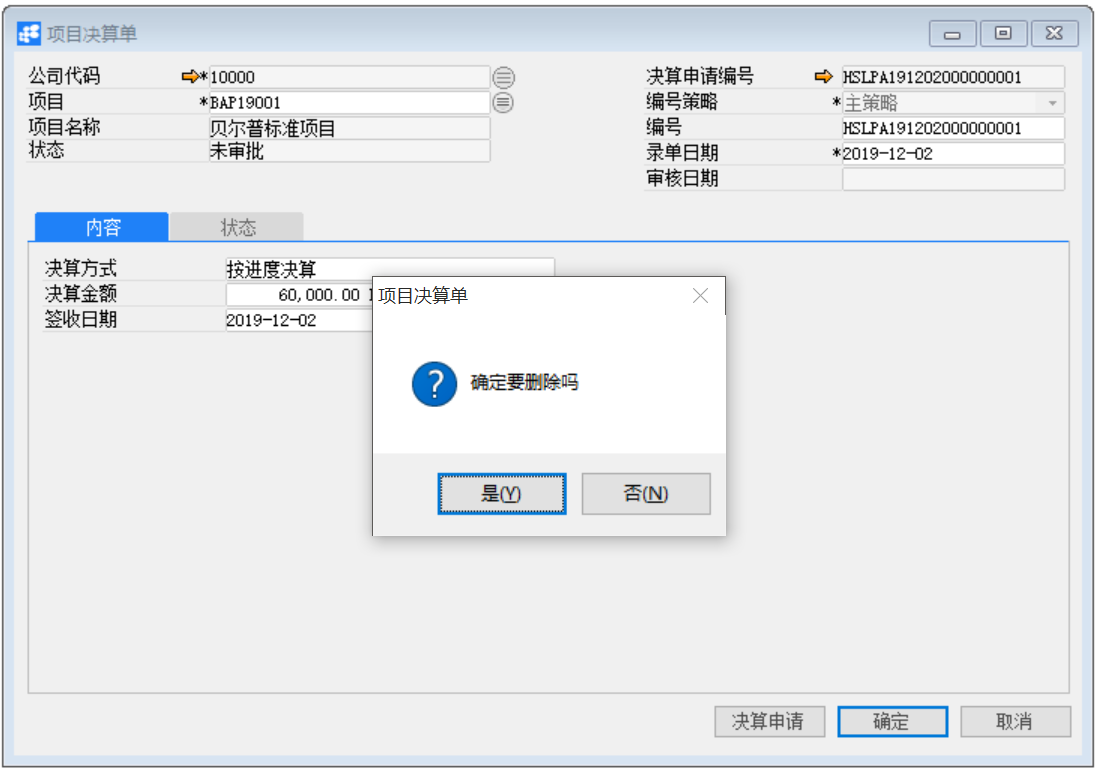 项目决算单
公司代码 *10000
项目 *BAP19001
项目名称 贝尔普标准项目
状态 未审批
决算申请编号 HSLPA191202000000001
编号策略 *主策略
编号 HSLPA191202000000001
录单日期 *2019-12-02
审核日期
内容 状态
决算方式 按进度决算
决算金额 60,000.00
签收日期 2019-12-02
项目决算单
确定要删除吗
是(Y) 否(N)
决算申请 确定 取消